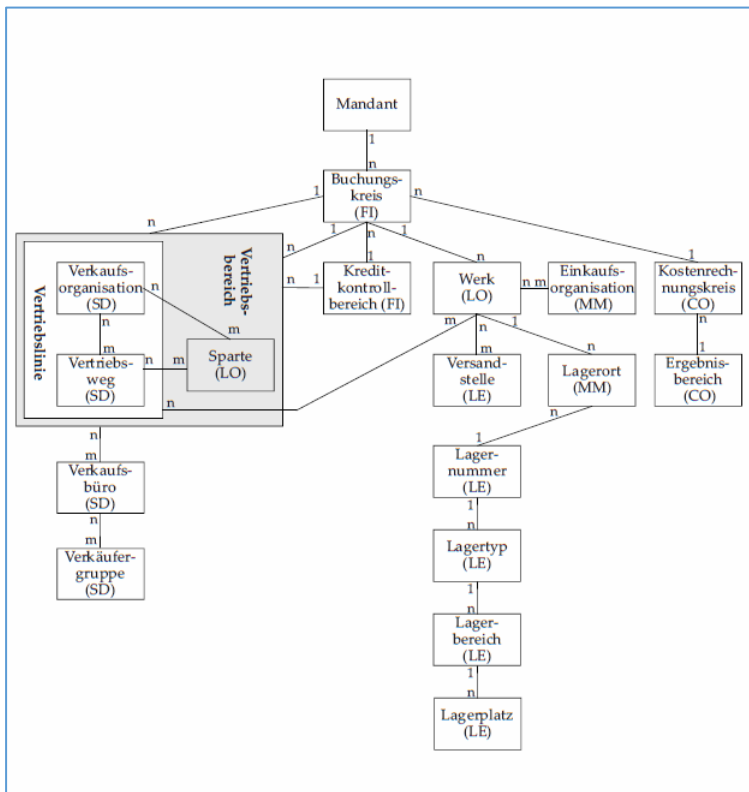 Mandant
1
n
Buchungs-
kreis
(FI)
1
n
n
1
n
1
1
n
n
n
1
Vertriebs-
bereich
Vertriebslinie
Verkaufs-
organisation
(SD)
n
n
1
Kredit-
kontroll-
bereich (FI)
Werk
(LO)
n m
Einkaufs-
organisation
(MM)
Kostenrech-
nungskreis
(CO)
n
m
n
m
Vertriebs-
weg
(SD)
n
m
Sparte
(LO)
n
m
n
m
1
n
n
1
Versand-
stelle
(LE)
Lagerort
(MM)
Ergebnis-
bereich
(CO)
n
m
Verkaufs-
büro
(SD)
n
1
Lager-
nummer
(LE)
n
m
Verkäufer-
gruppe
(SD)
1
n
Lagertyp
(LE)
1
n
Lager-
bereich
(LE)
1
n
Lagerplatz
(LE)